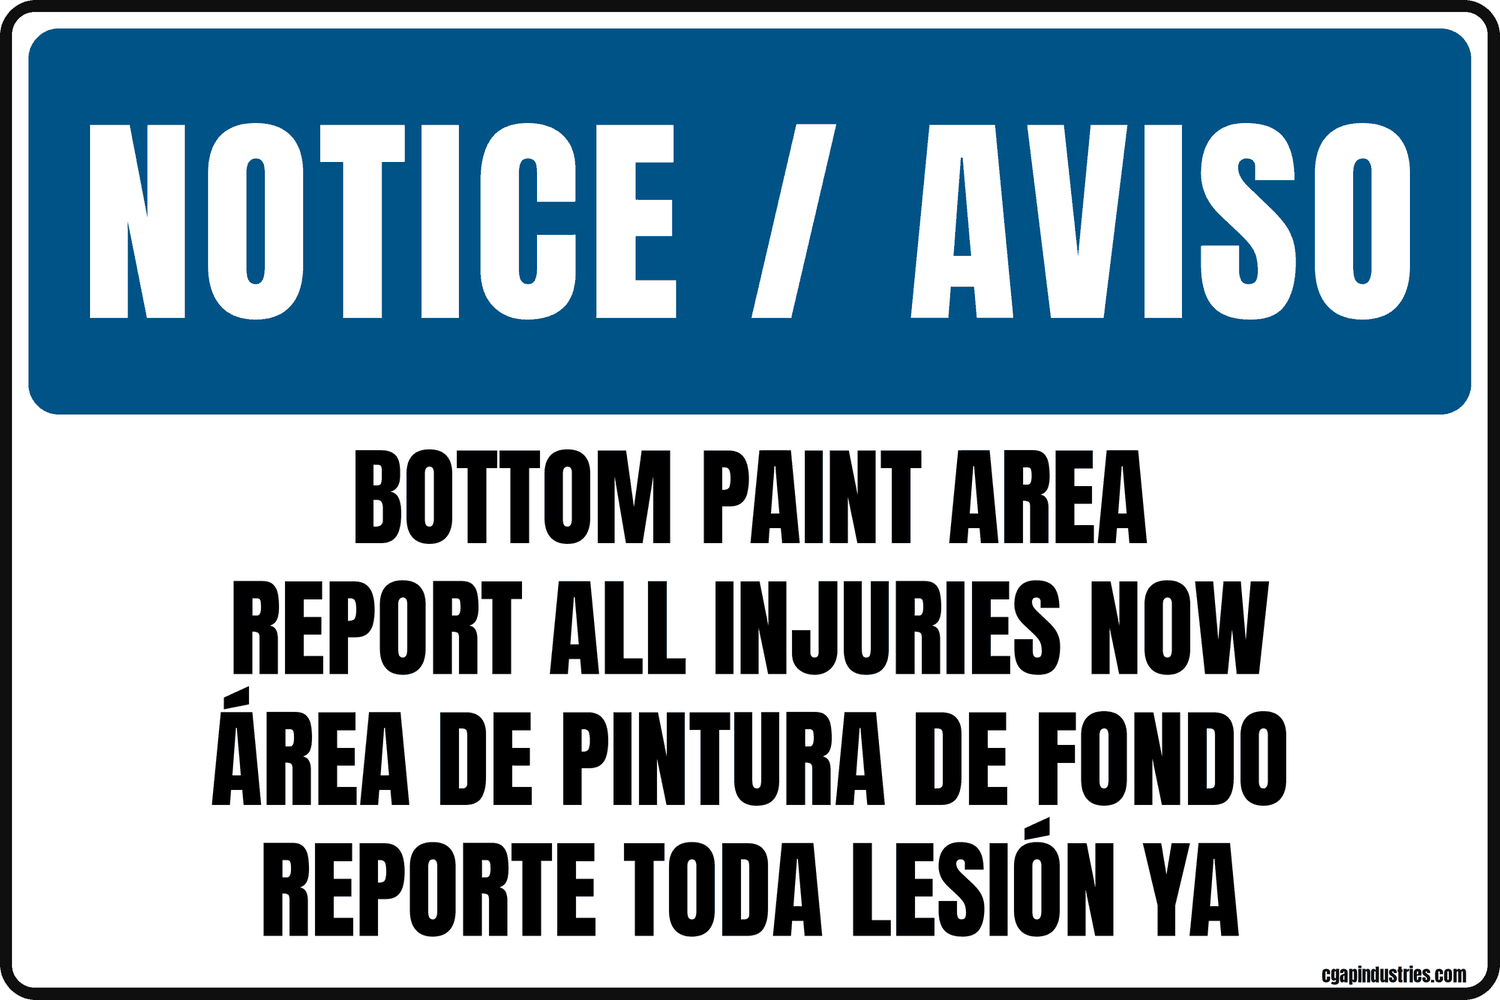 NOTICE / AVISO
BOTTOM PAINT AREA
REPORT ALL INJURIES NOW
ÁREA DE PINTURA DE FONDO
REPORTE TODA LESIÓN YA
cgapindustries.com